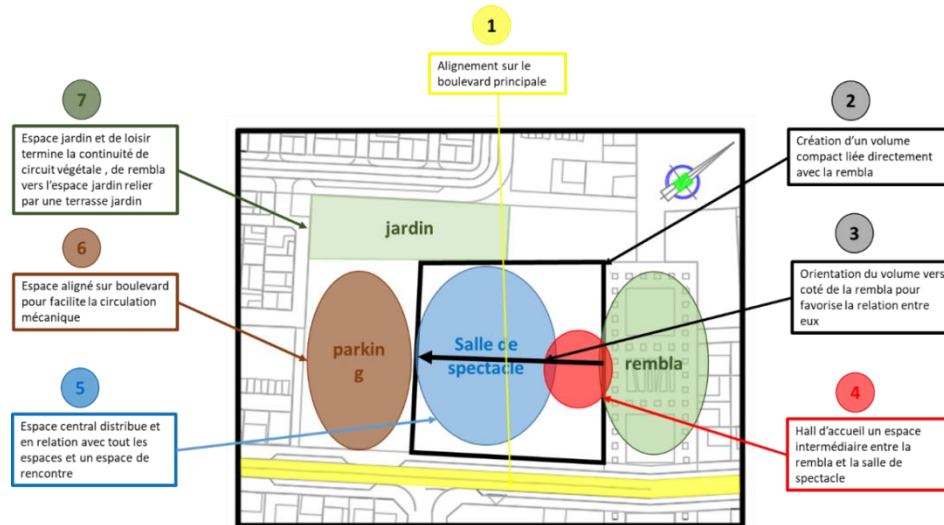 1
Alignement sur le
boulevard principale
7
Espace jardin et de loisir
termine la continuité de
circuit végétale , de rembla
vers l'espace jardin relier
par une terrasse jardin
6
Espace aligné sur boulevard
pour facilite la circulation
mécanique
5
Espace central distribue et
en relation avec tout les
espaces et un espace de
rencontre
jardin
parkin
g
Salle de
spectacle
rembla
2
Création d'un volume
compact liée directement
avec la rembla
3
Orientation du volume vers
coté de la rembla pour
favorise la relation entre
eux
4
Hall d'accueil un espace
intermédiaire entre la
rembla et la salle de
spectacle